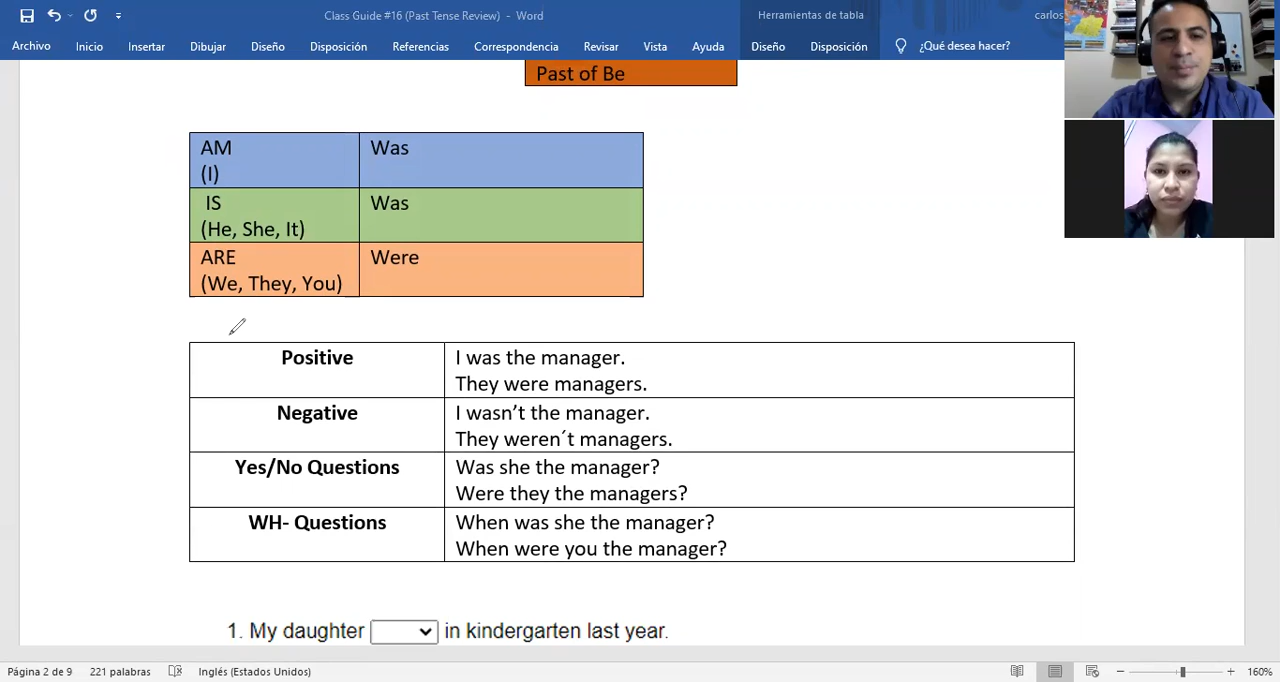 Class Guide #16 (Past Tense Review) - Word
Herramientas de tabla
carlos
Archivo Inicio Insertar Dibujar Diseño Disposición Referencias Correspondencia Revisar Vista Ayuda Diseño Disposición ¿Qué desea hacer?
Past of Be
AM Was
(I)
IS Was
(He, She, It)
ARE Were
(We, They, You)
Positive I was the manager.
They were managers.
Negative I wasn’t the manager.
They weren´t managers.
Yes/No Questions Was she the manager?
Were they the managers?
WH- Questions When was she the manager?
When were you the manager?
1. My daughter in kindergarten last year.
Página 2 de 9 221 palabras Inglés (Estados Unidos) 160%